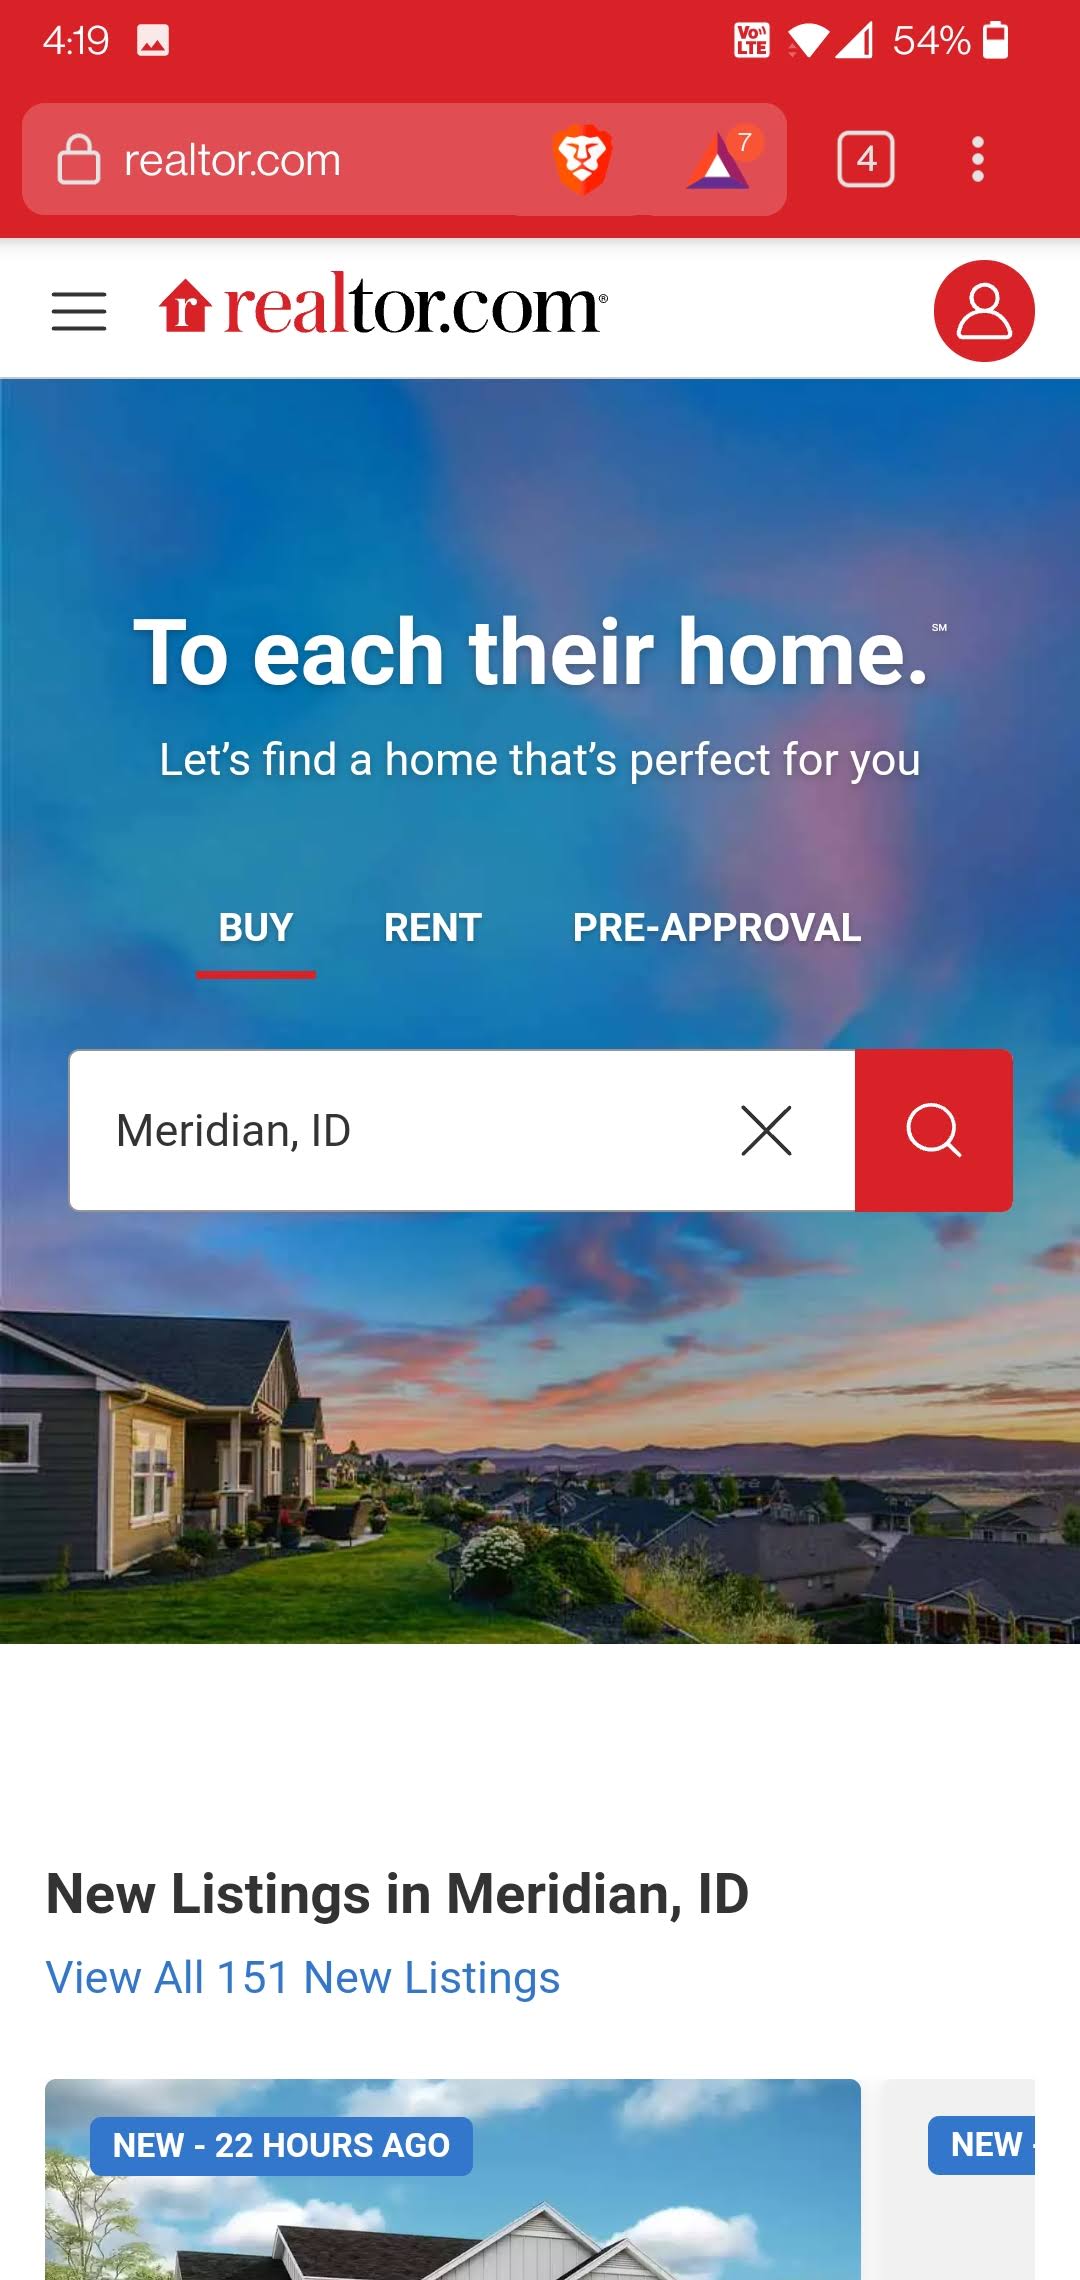 4:19
Vo
LTE
54%
realtor.com
7
4
r realtor.com®
To each their home.℠
Let’s find a home that’s perfect for you
BUY RENT PRE-APPROVAL
Meridian, ID
New Listings in Meridian, ID
View All 151 New Listings
NEW - 22 HOURS AGO
NEW -